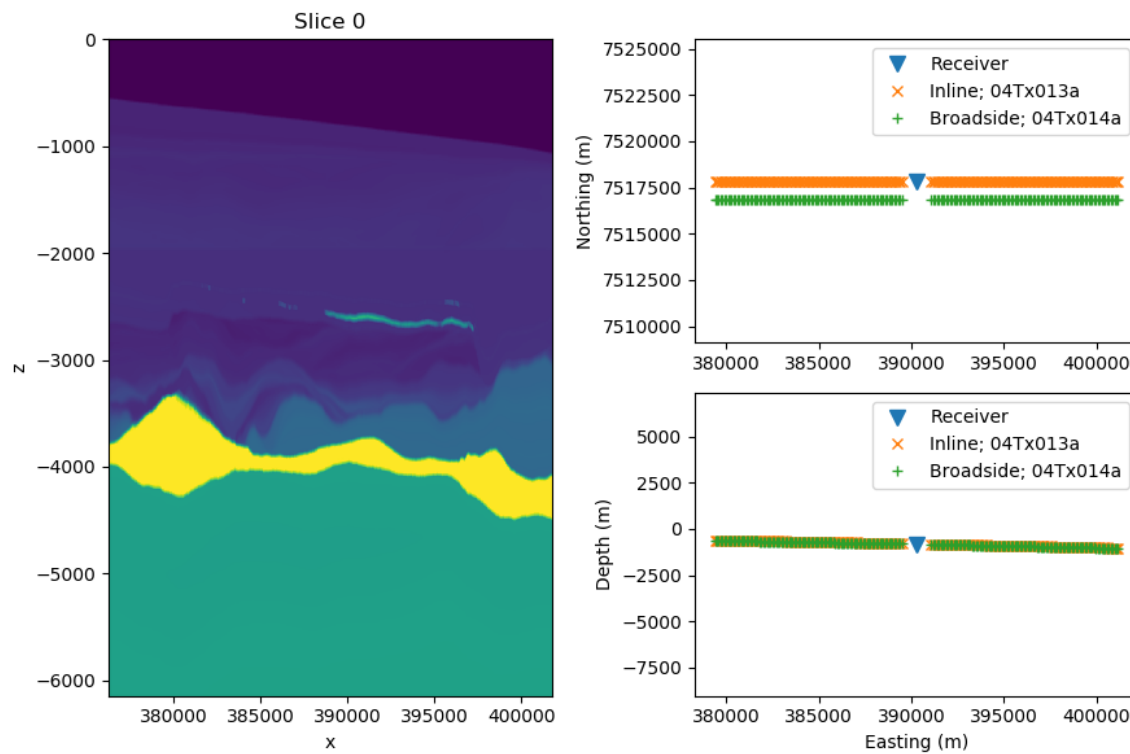 Slice 0
0
−1000
−2000
−3000
−4000
−5000
−6000
z
380000 385000 390000 395000 400000
x
7525000
7522500
7520000
7517500
7515000
7512500
7510000
Northing (m)
Receiver
Inline; 04Tx013a
Broadside; 04Tx014a
380000 385000 390000 395000 400000
5000
2500
0
−2500
−5000
−7500
Depth (m)
Receiver
Inline; 04Tx013a
Broadside; 04Tx014a
380000 385000 390000 395000 400000
Easting (m)